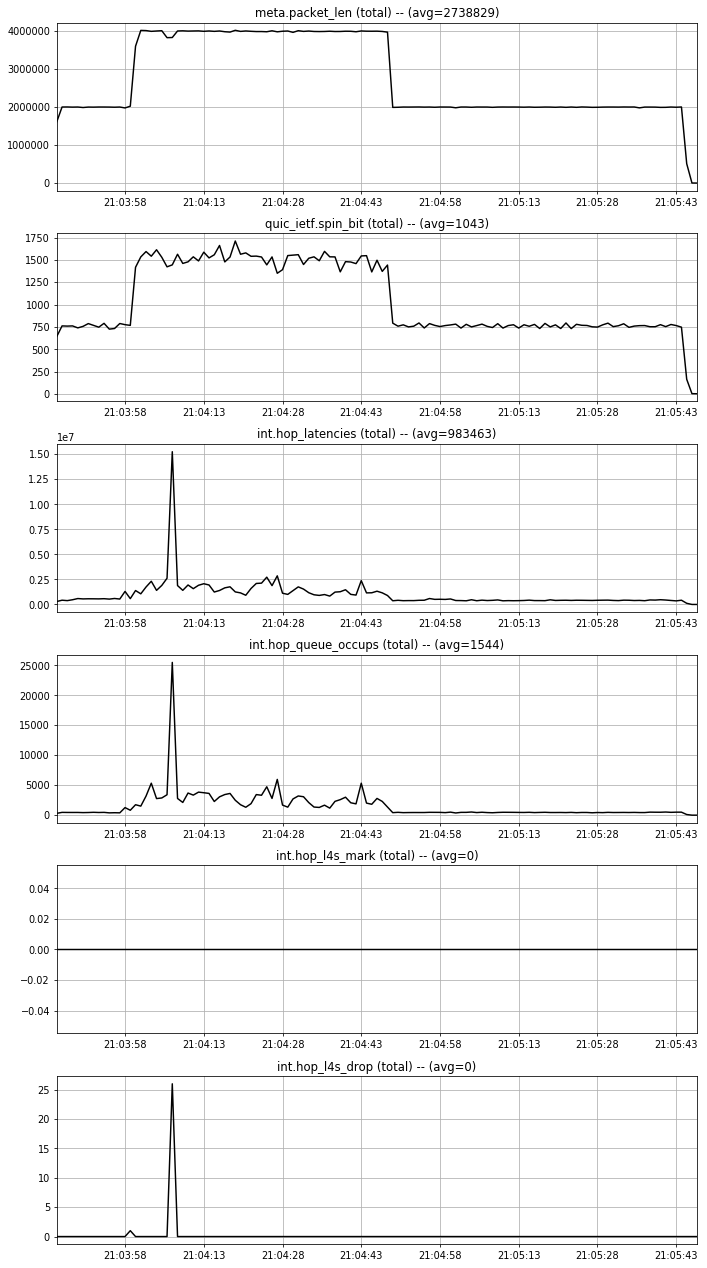 meta.packet_len (total) -- (avg=2738829)
4000000
3000000
2000000
1000000
0
21:03:58 21:04:13 21:04:28 21:04:43 21:04:58 21:05:13 21:05:28 21:05:43
quic_ietf.spin_bit (total) -- (avg=1043)
1750
1500
1250
1000
750
500
250
0
21:03:58 21:04:13 21:04:28 21:04:43 21:04:58 21:05:13 21:05:28 21:05:43
int.hop_latencies (total) -- (avg=983463)
1e7
1.50
1.25
1.00
0.75
0.50
0.25
0.00
21:03:58 21:04:13 21:04:28 21:04:43 21:04:58 21:05:13 21:05:28 21:05:43
int.hop_queue_occups (total) -- (avg=1544)
25000
20000
15000
10000
5000
0
21:03:58 21:04:13 21:04:28 21:04:43 21:04:58 21:05:13 21:05:28 21:05:43
int.hop_l4s_mark (total) -- (avg=0)
0.04
0.02
0.00
−0.02
−0.04
21:03:58 21:04:13 21:04:28 21:04:43 21:04:58 21:05:13 21:05:28 21:05:43
int.hop_l4s_drop (total) -- (avg=0)
25
20
15
10
5
0
21:03:58 21:04:13 21:04:28 21:04:43 21:04:58 21:05:13 21:05:28 21:05:43